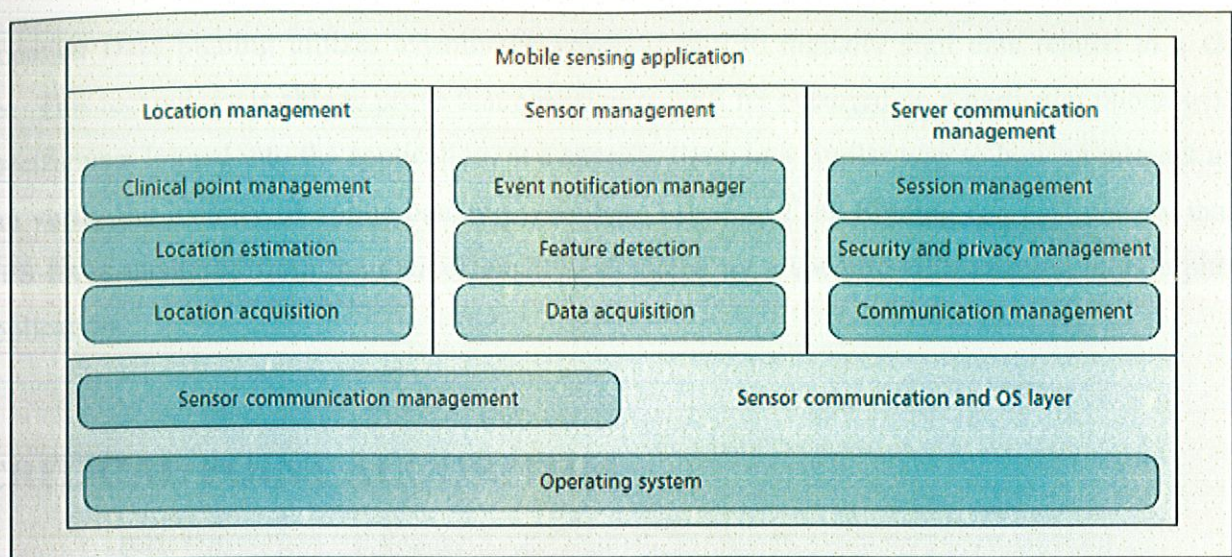 Mobile sensing application
Location management
Clinical point management
Location estimation
Location acquisition
Sensor management
Event notification manager
Feature detection
Data acquisition
Server communication
management
Session management
Security and privacy management
Communication management
Sensor communication management
Sensor communication and OS layer
Operating system